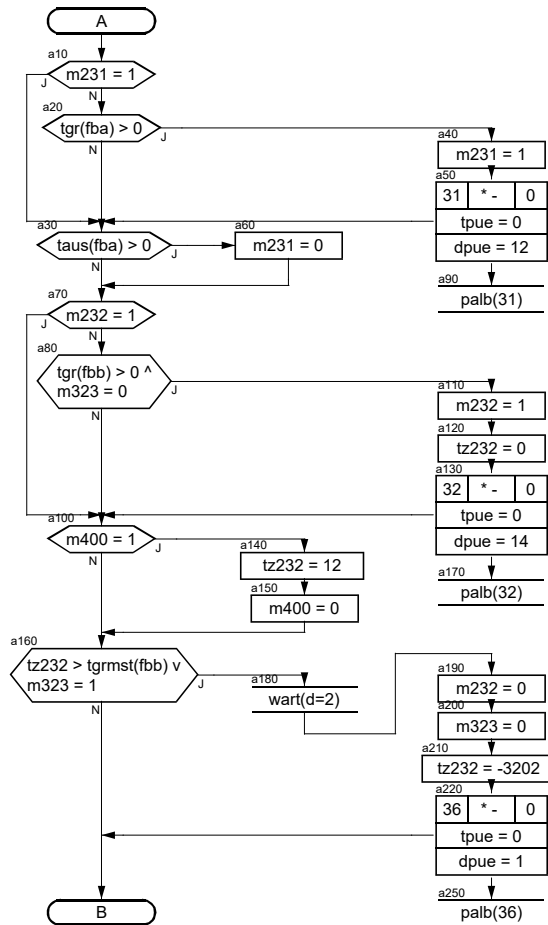 A
a10
m231 = 1
J
N
a20
tgr(fba) > 0
J
N
a40
m231 = 1
a50
31 * - 0
tpue = 0
dpue = 12
a90
palb(31)
a30
taus(fba) > 0
J
N
a60
m231 = 0
a70
m232 = 1
J
N
a80
tgr(fbb) > 0 ^
m323 = 0
J
N
a110
m232 = 1
a120
tz232 = 0
a130
32 * - 0
tpue = 0
dpue = 14
a170
palb(32)
a100
m400 = 1
J
N
a140
tz232 = 12
a150
m400 = 0
a160
tz232 > tgrmst(fbb) v
m323 = 1
J
N
a180
wart(d=2)
a190
m232 = 0
a200
m323 = 0
a210
tz232 = -3202
a220
36 * - 0
tpue = 0
dpue = 1
a250
palb(36)
B